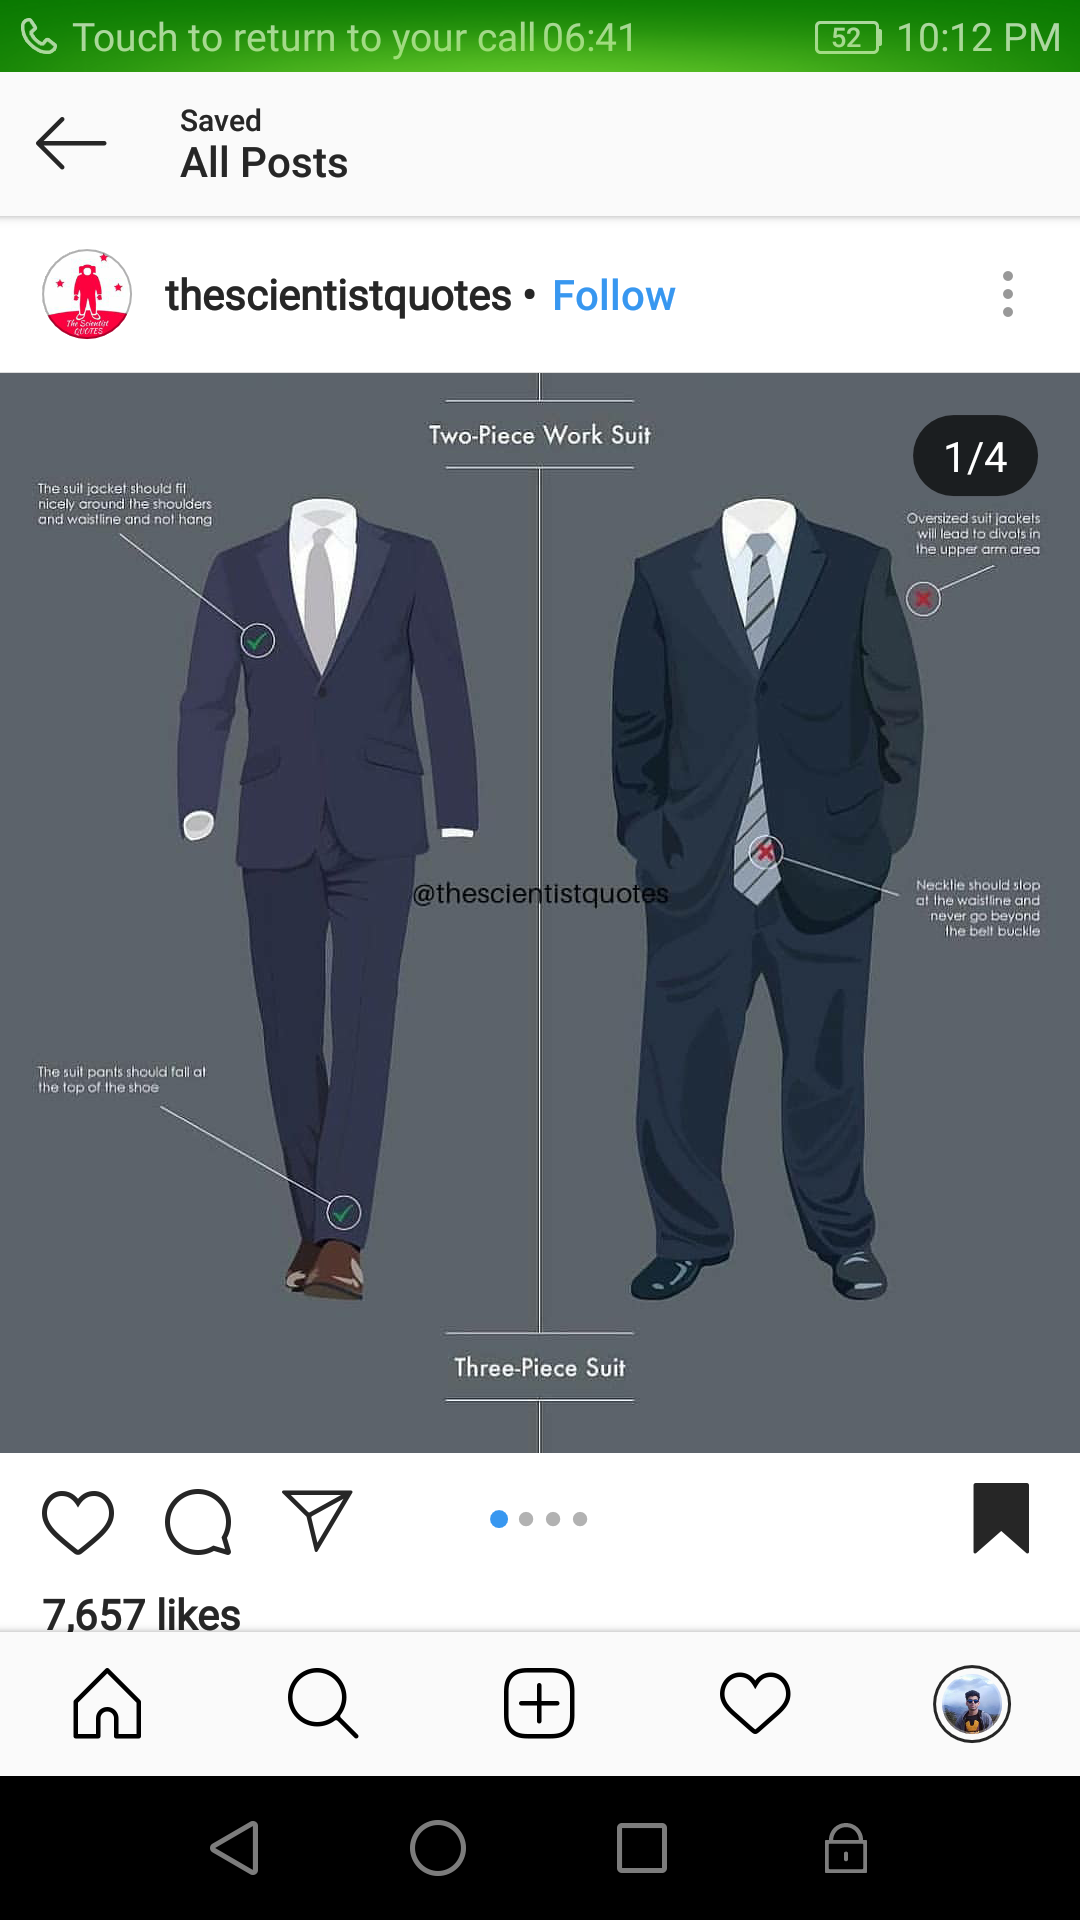 Touch to return to your call 06:41
52
10:12 PM
Saved
All Posts
The Scientist
QUOTES
thescientistquotes • Follow
Two-Piece Work Suit
1/4
The suit jacket should fit
nicely around the shoulders
and waistline and not hang
Oversized suit jackets
will lead to divots in
the upper arm area
@thescientistquotes
Necktie should stop
at the waistline and
never go beyond
the belt buckle
The suit pants should fall at
the top of the shoe
Three-Piece Suit
7,657 likes